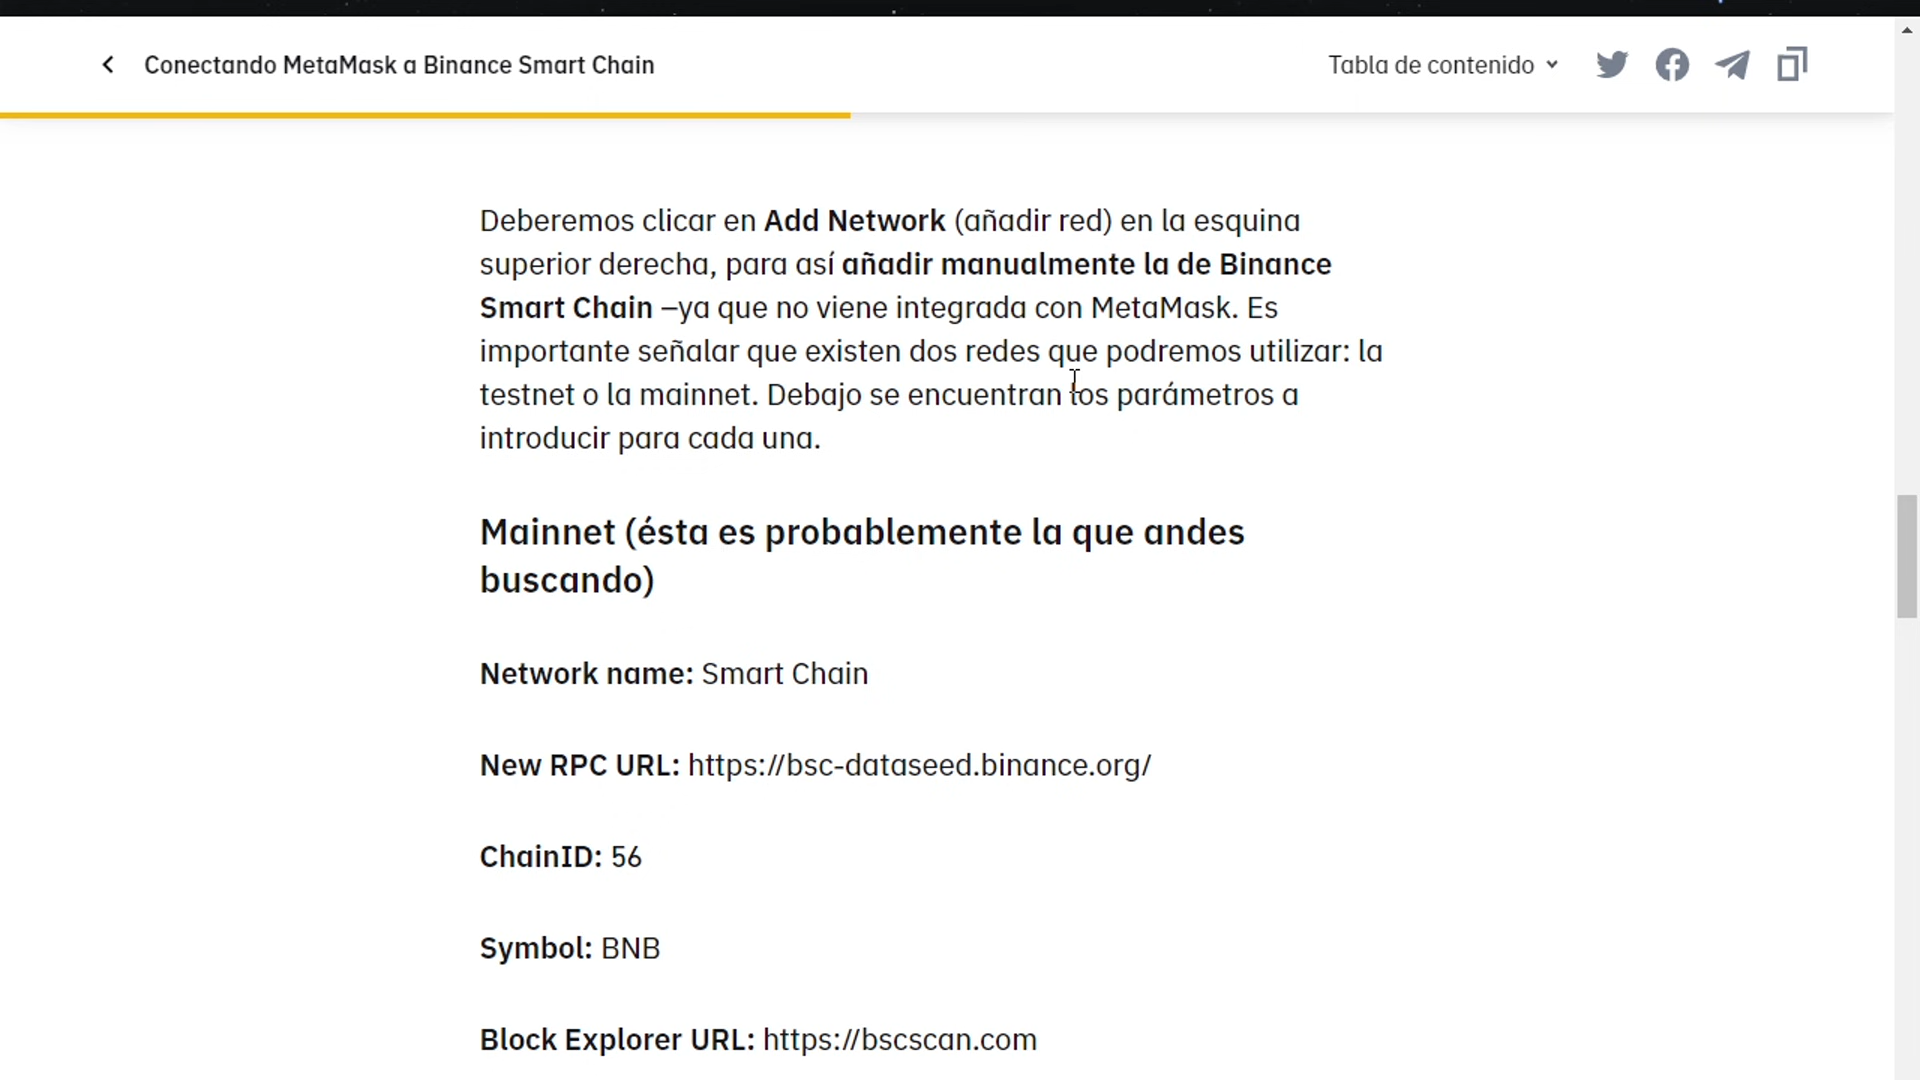 Conectando MetaMask a Binance Smart Chain
Tabla de contenido
Deberemos clicar en Add Network (añadir red) en la esquina
superior derecha, para así añadir manualmente la de Binance
Smart Chain –ya que no viene integrada con MetaMask. Es
importante señalar que existen dos redes que podremos utilizar: la
testnet o la mainnet. Debajo se encuentran los parámetros a
introducir para cada una.
Mainnet (ésta es probablemente la que andes
buscando)
Network name: Smart Chain
New RPC URL: https://bsc-dataseed.binance.org/
ChainID: 56
Symbol: BNB
Block Explorer URL: https://bscscan.com